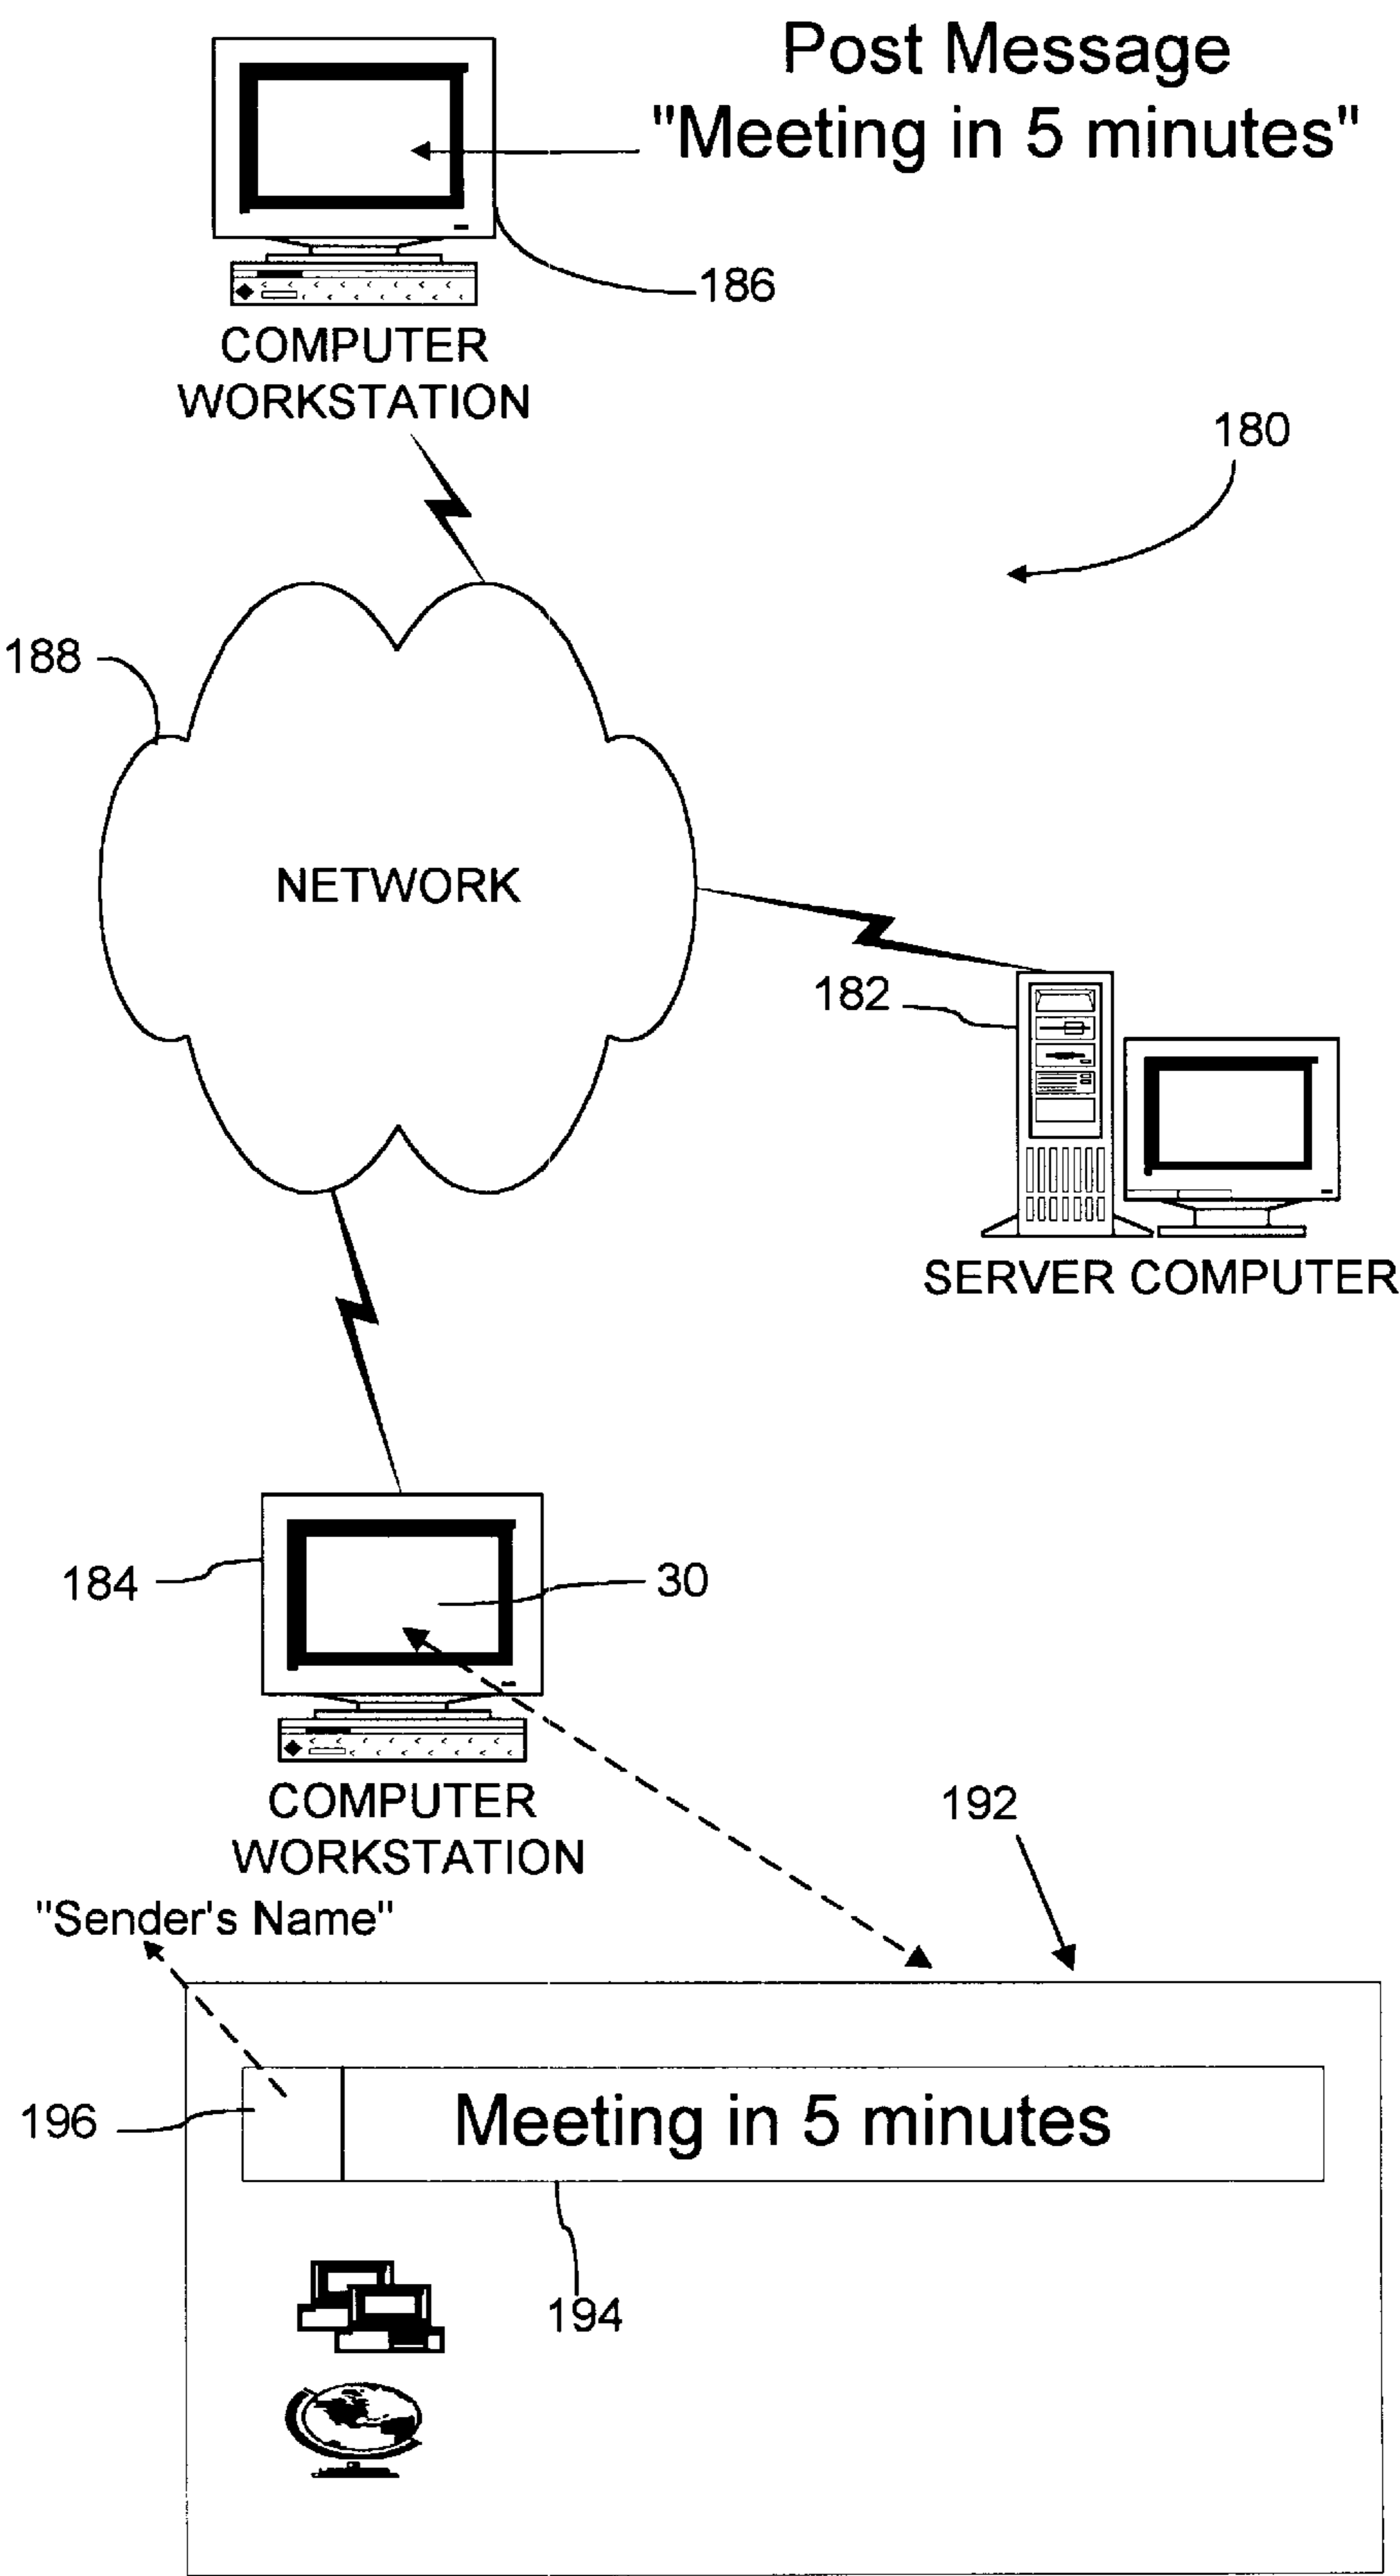 Post Message
"Meeting in 5 minutes"
186
COMPUTER
WORKSTATION
180
188
NETWORK
182
SERVER COMPUTER
184
30
COMPUTER
WORKSTATION
192
"Sender's Name"
196
Meeting in 5 minutes
194